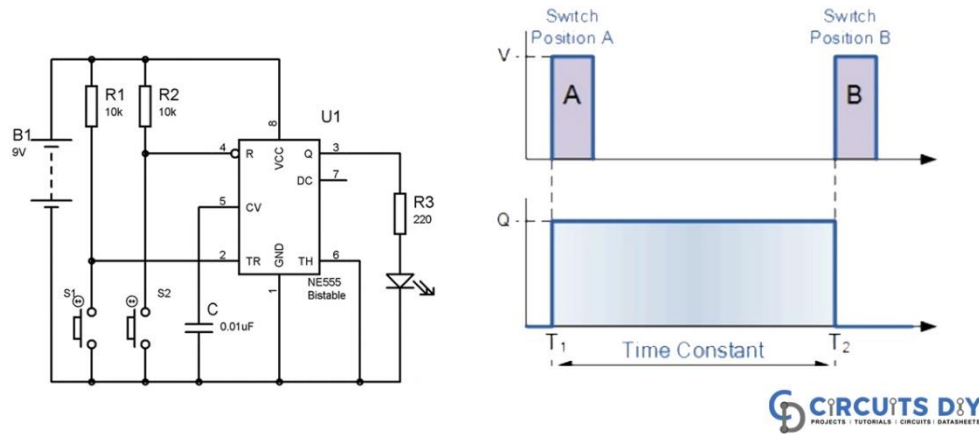 R1
10k
R2
10k
B1
9V
U1
8
4
R
VCC
Q
3
DC
7
5
CV
R3
220
2
TR
GND
TH
6
1
NE555
Bistable
S1
S2
C
0.01uF
Switch
Position A
Switch
Position B
V
A
B
Q
T1
Time Constant
T2
CD CIRCUITS DIY
PROJECTS | TUTORIALS | CIRCUITS | DATASHEETS